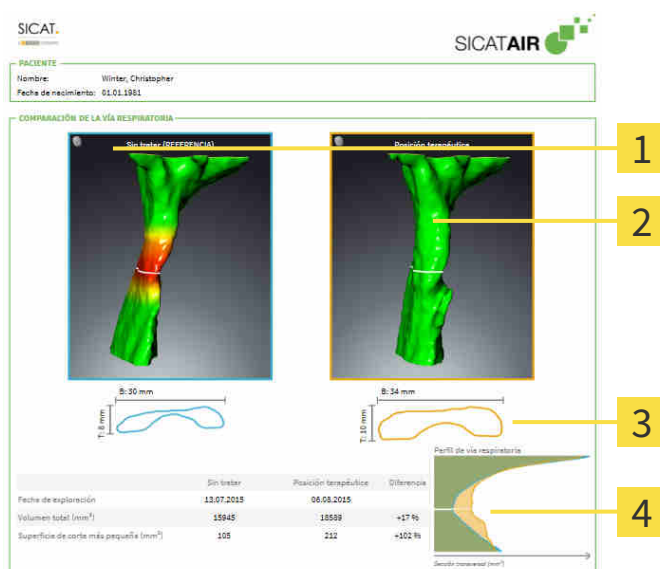 SICAT.
SICATAIR
PACIENTE
Nombre: Winter, Christopher
Fecha de nacimiento: 01.01.1981
COMPARACIÓN DE LA VÍA RESPIRATORIA
Sin tratar (REFERENCIA)
Posición terapéutica
1
2
B: 30 mm
T: 8 mm
B: 34 mm
T: 10 mm
3
Perfil de vía respiratoria
Sin tratar Posición terapéutica Diferencia
Fecha de exploración 13.07.2015 06.08.2015
Volumen total (mm³) 15945 18589 +17 %
Superficie de corte más pequeña (mm²) 105 212 +102 %
4
Sección transversal (mm²)